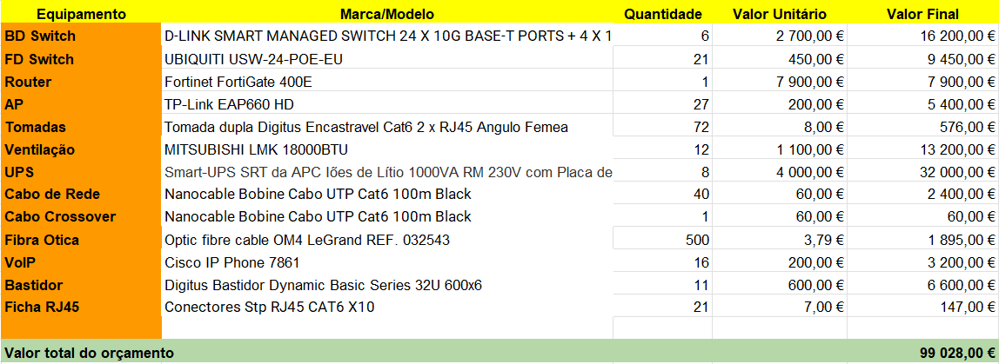 Equipamento Marca/Modelo Quantidade Valor Unitário Valor Final
BD Switch D-LINK SMART MANAGED SWITCH 24 X 10G BASE-T PORTS + 4 X 1 6 2 700,00 € 16 200,00 €
FD Switch UBIQUITI USW-24-POE-EU 21 450,00 € 9 450,00 €
Router Fortinet FortiGate 400E 1 7 900,00 € 7 900,00 €
AP TP-Link EAP660 HD 27 200,00 € 5 400,00 €
Tomadas Tomada dupla Digitus Encastravel Cat6 2 x RJ45 Angulo Femea 72 8,00 € 576,00 €
Ventilação MITSUBISHI LMK 18000BTU 12 1 100,00 € 13 200,00 €
UPS Smart-UPS SRT da APC Iões de Lítio 1000VA RM 230V com Placa de 8 4 000,00 € 32 000,00 €
Cabo de Rede Nanocable Bobine Cabo UTP Cat6 100m Black 40 60,00 € 2 400,00 €
Cabo Crossover Nanocable Bobine Cabo UTP Cat6 100m Black 1 60,00 € 60,00 €
Fibra Otica Optic fibre cable OM4 LeGrand REF. 032543 500 3,79 € 1 895,00 €
VoIP Cisco IP Phone 7861 16 200,00 € 3 200,00 €
Bastidor Digitus Bastidor Dynamic Basic Series 32U 600x6 11 600,00 € 6 600,00 €
Ficha RJ45 Conectores Stp RJ45 CAT6 X10 21 7,00 € 147,00 €
Valor total do orçamento 99 028,00 €